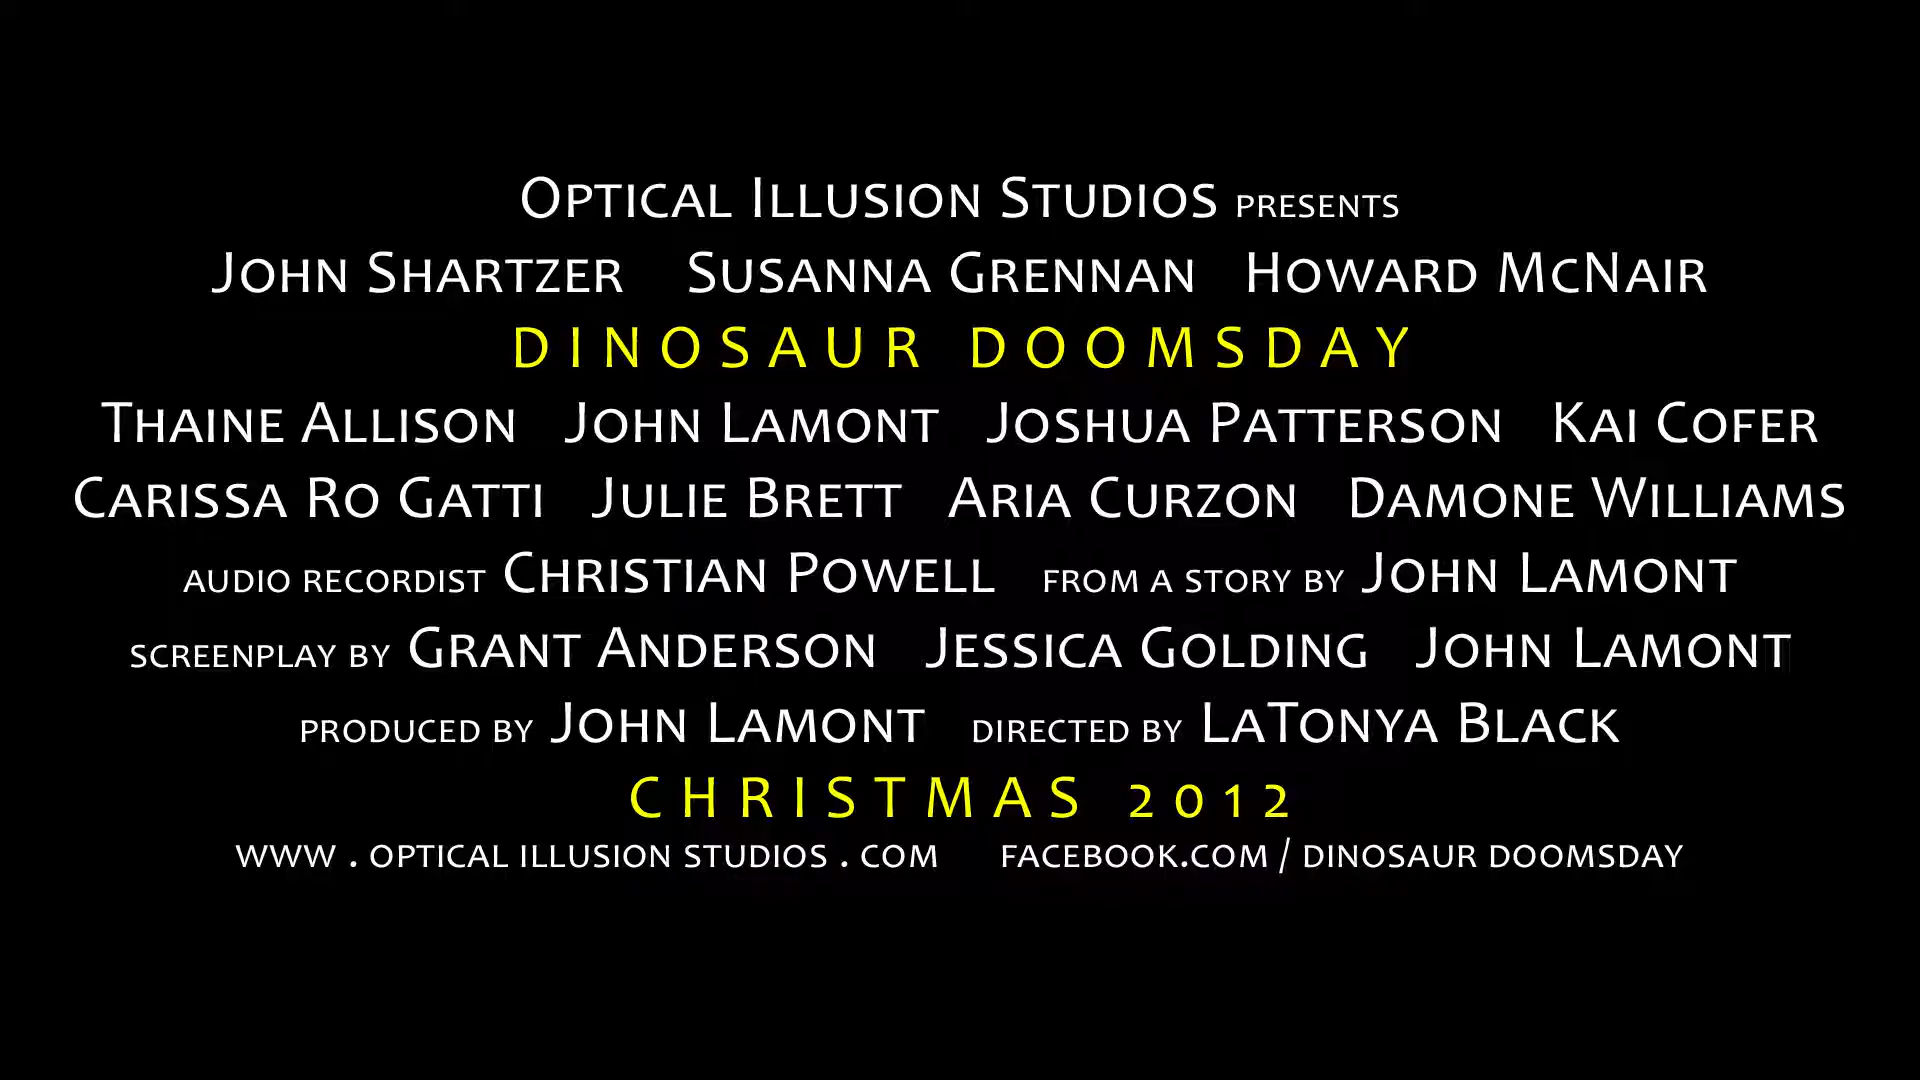 Optical Illusion Studios presents
John Shartzer Susanna Grennan Howard McNair
DINOSAUR DOOMSDAY
Thaine Allison John Lamont Joshua Patterson Kai Cofer
Carissa Ro Gatti Julie Brett Aria Curzon Damone Williams
audio recordist Christian Powell from a story by John Lamont
screenplay by Grant Anderson Jessica Golding John Lamont
produced by John Lamont directed by LaTonya Black
CHRISTMAS 2012
www . optical illusion studios . com facebook.com / dinosaur doomsday